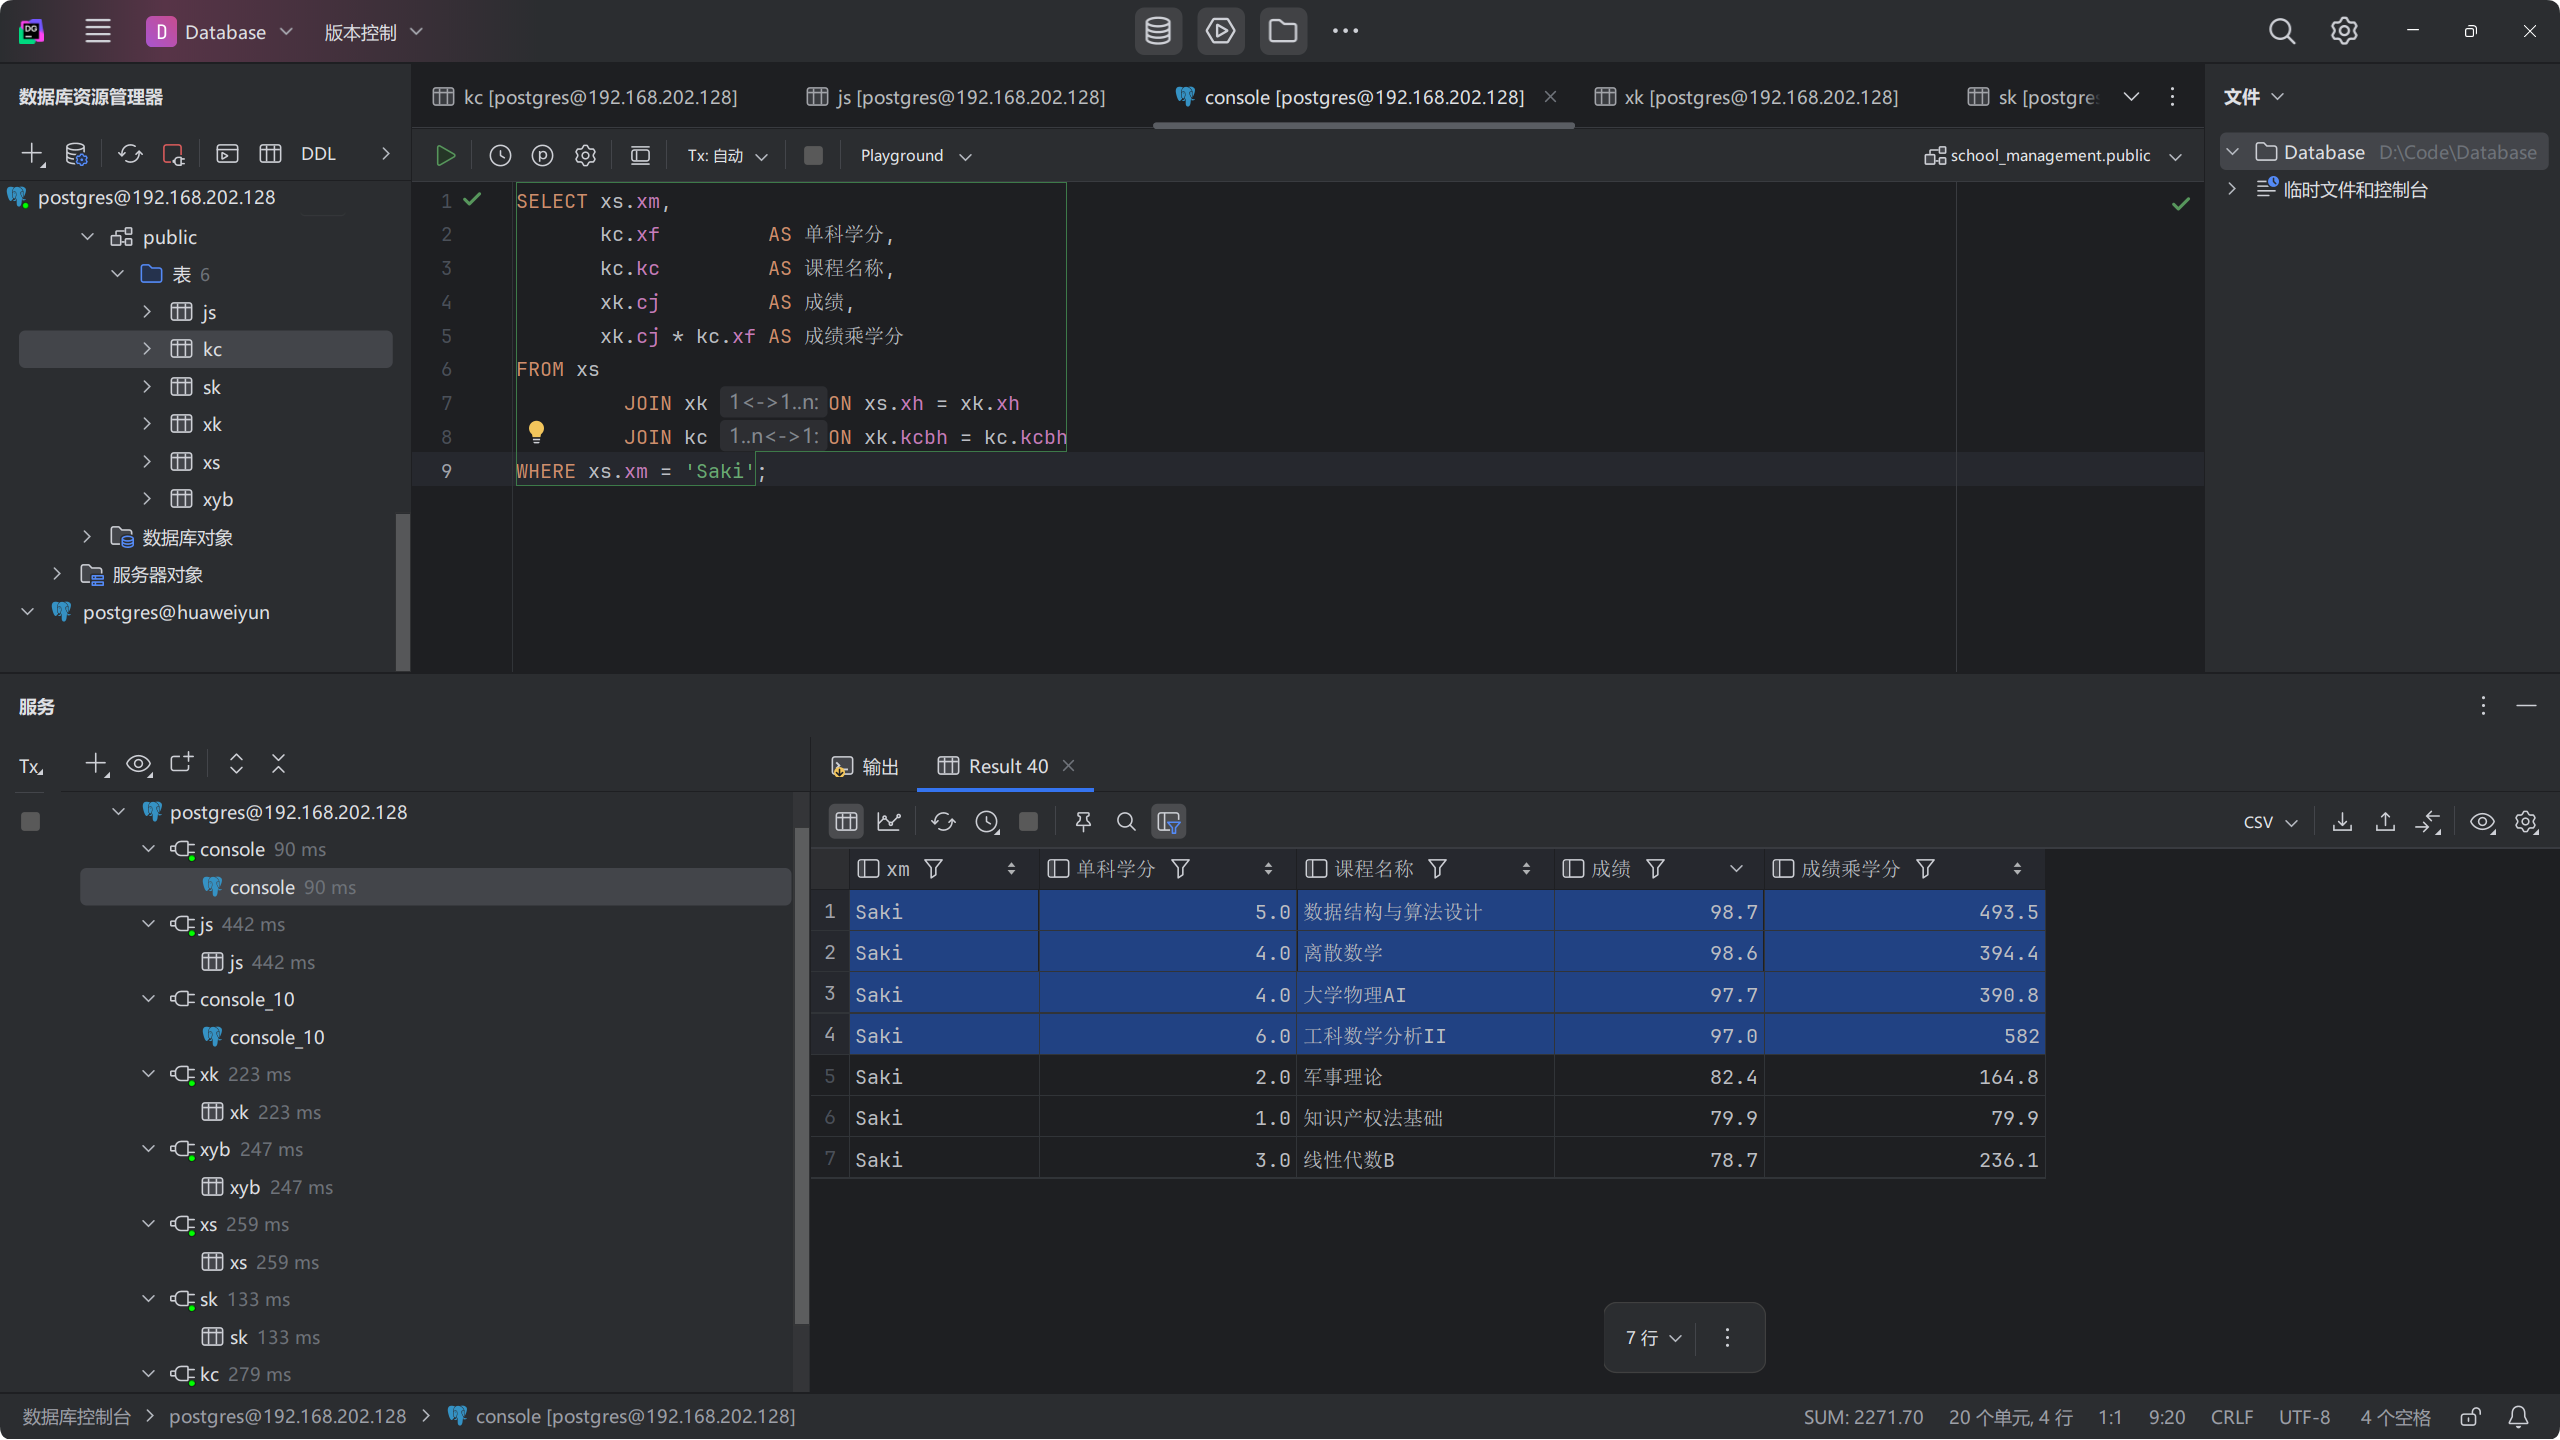 DG
D Database 版本控制
数据库资源管理器
DDL
postgres@192.168.202.128
public
表 6
js
kc
sk
xk
xs
xyb
数据库对象
服务器对象
postgres@huaweiyun
kc [postgres@192.168.202.128] js [postgres@192.168.202.128] console [postgres@192.168.202.128] xk [postgres@192.168.202.128] sk [postgre
Tx: 自动 Playground school_management.public
1 SELECT xs.xm,
2 kc.xf AS 单科学分,
3 kc.kc AS 课程名称,
4 xk.cj AS 成绩,
5 xk.cj * kc.xf AS 成绩乘学分
6 FROM xs
7 JOIN xk 1<->1..n: ON xs.xh = xk.xh
8 JOIN kc 1..n<->1: ON xk.kcbh = kc.kcbh
9 WHERE xs.xm = 'Saki';
文件
Database D:\Code\Database
临时文件和控制台
服务
Tx
postgres@192.168.202.128
console 90 ms
console 90 ms
js 442 ms
js 442 ms
console_10
console_10
xk 223 ms
xk 223 ms
xyb 247 ms
xyb 247 ms
xs 259 ms
xs 259 ms
sk 133 ms
sk 133 ms
kc 279 ms
输出 Result 40
CSV
xm 单科学分 课程名称 成绩 成绩乘学分
1 Saki 5.0 数据结构与算法设计 98.7 493.5
2 Saki 4.0 离散数学 98.6 394.4
3 Saki 4.0 大学物理AI 97.7 390.8
4 Saki 6.0 工科数学分析II 97.0 582
5 Saki 2.0 军事理论 82.4 164.8
6 Saki 1.0 知识产权法基础 79.9 79.9
7 Saki 3.0 线性代数B 78.7 236.1
7 行
数据库控制台 postgres@192.168.202.128 console [postgres@192.168.202.128] SUM: 2271.70 20 个单元, 4 行 1:1 9:20 CRLF UTF-8 4 个空格